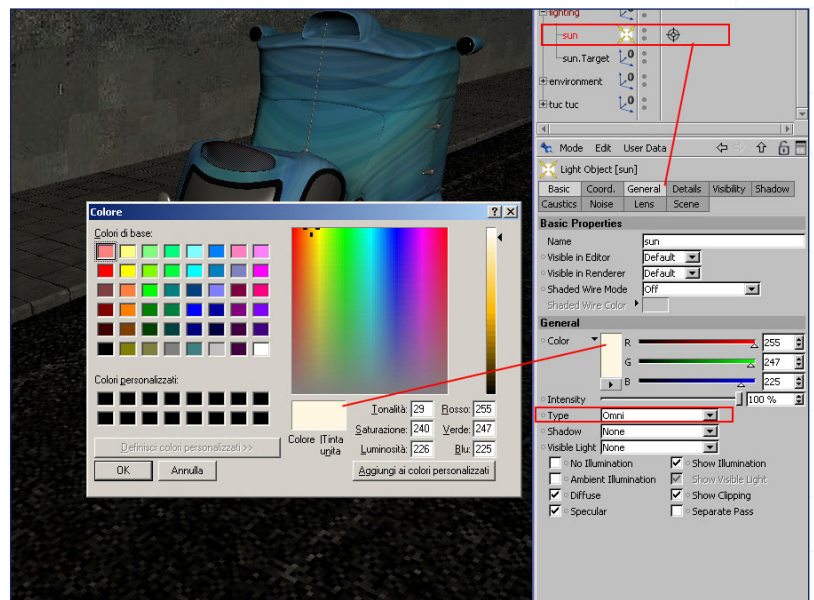 lighting
sun
sun.Target
environment
tuc tuc
Mode Edit User Data
Light Object [sun]
Basic Coord. General Details Visibility Shadow
Caustics Noise Lens Scene
Basic Properties
Name sun
Visible in Editor Default
Visible in Renderer Default
Shaded Wire Mode Off
Shaded Wire Color
General
Color R 255
G 247
B 225
Intensity 100 %
Type Omni
Shadow None
Visible Light None
No Illumination Show Illumination
Ambient Illumination Show Visible Light
Diffuse Show Clipping
Specular Separate Pass
Colore
Colori di base:
Colori personalizzati:
Definisci colori personalizzati >>
OK Annulla
Colore |Tinta
unita
Tonalità: 29 Rosso: 255
Saturazione: 240 Verde: 247
Luminosità: 226 Blu: 225
Aggiungi ai colori personalizzati